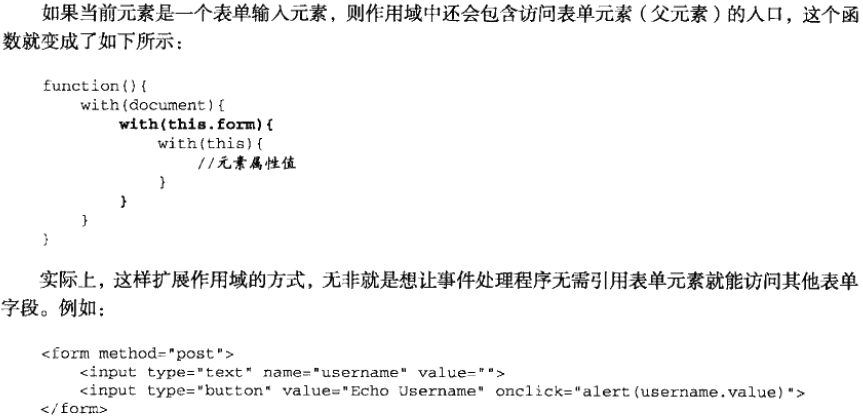 如果当前元素是一个表单输入元素，则作用域中还会包含访问表单元素（父元素）的入口，这个函
数就变成了如下所示：
function(){
with(document){
with(this.form){
with(this){
//元素属性值
}
}
}
}
实际上，这样扩展作用域的方式，无非就是想让事件处理程序无需引用表单元素就能访问其他表单
字段。例如：
<form method="post">
<input type="text" name="username" value="">
<input type="button" value="Echo Username" onclick="alert(username.value)">
</form>